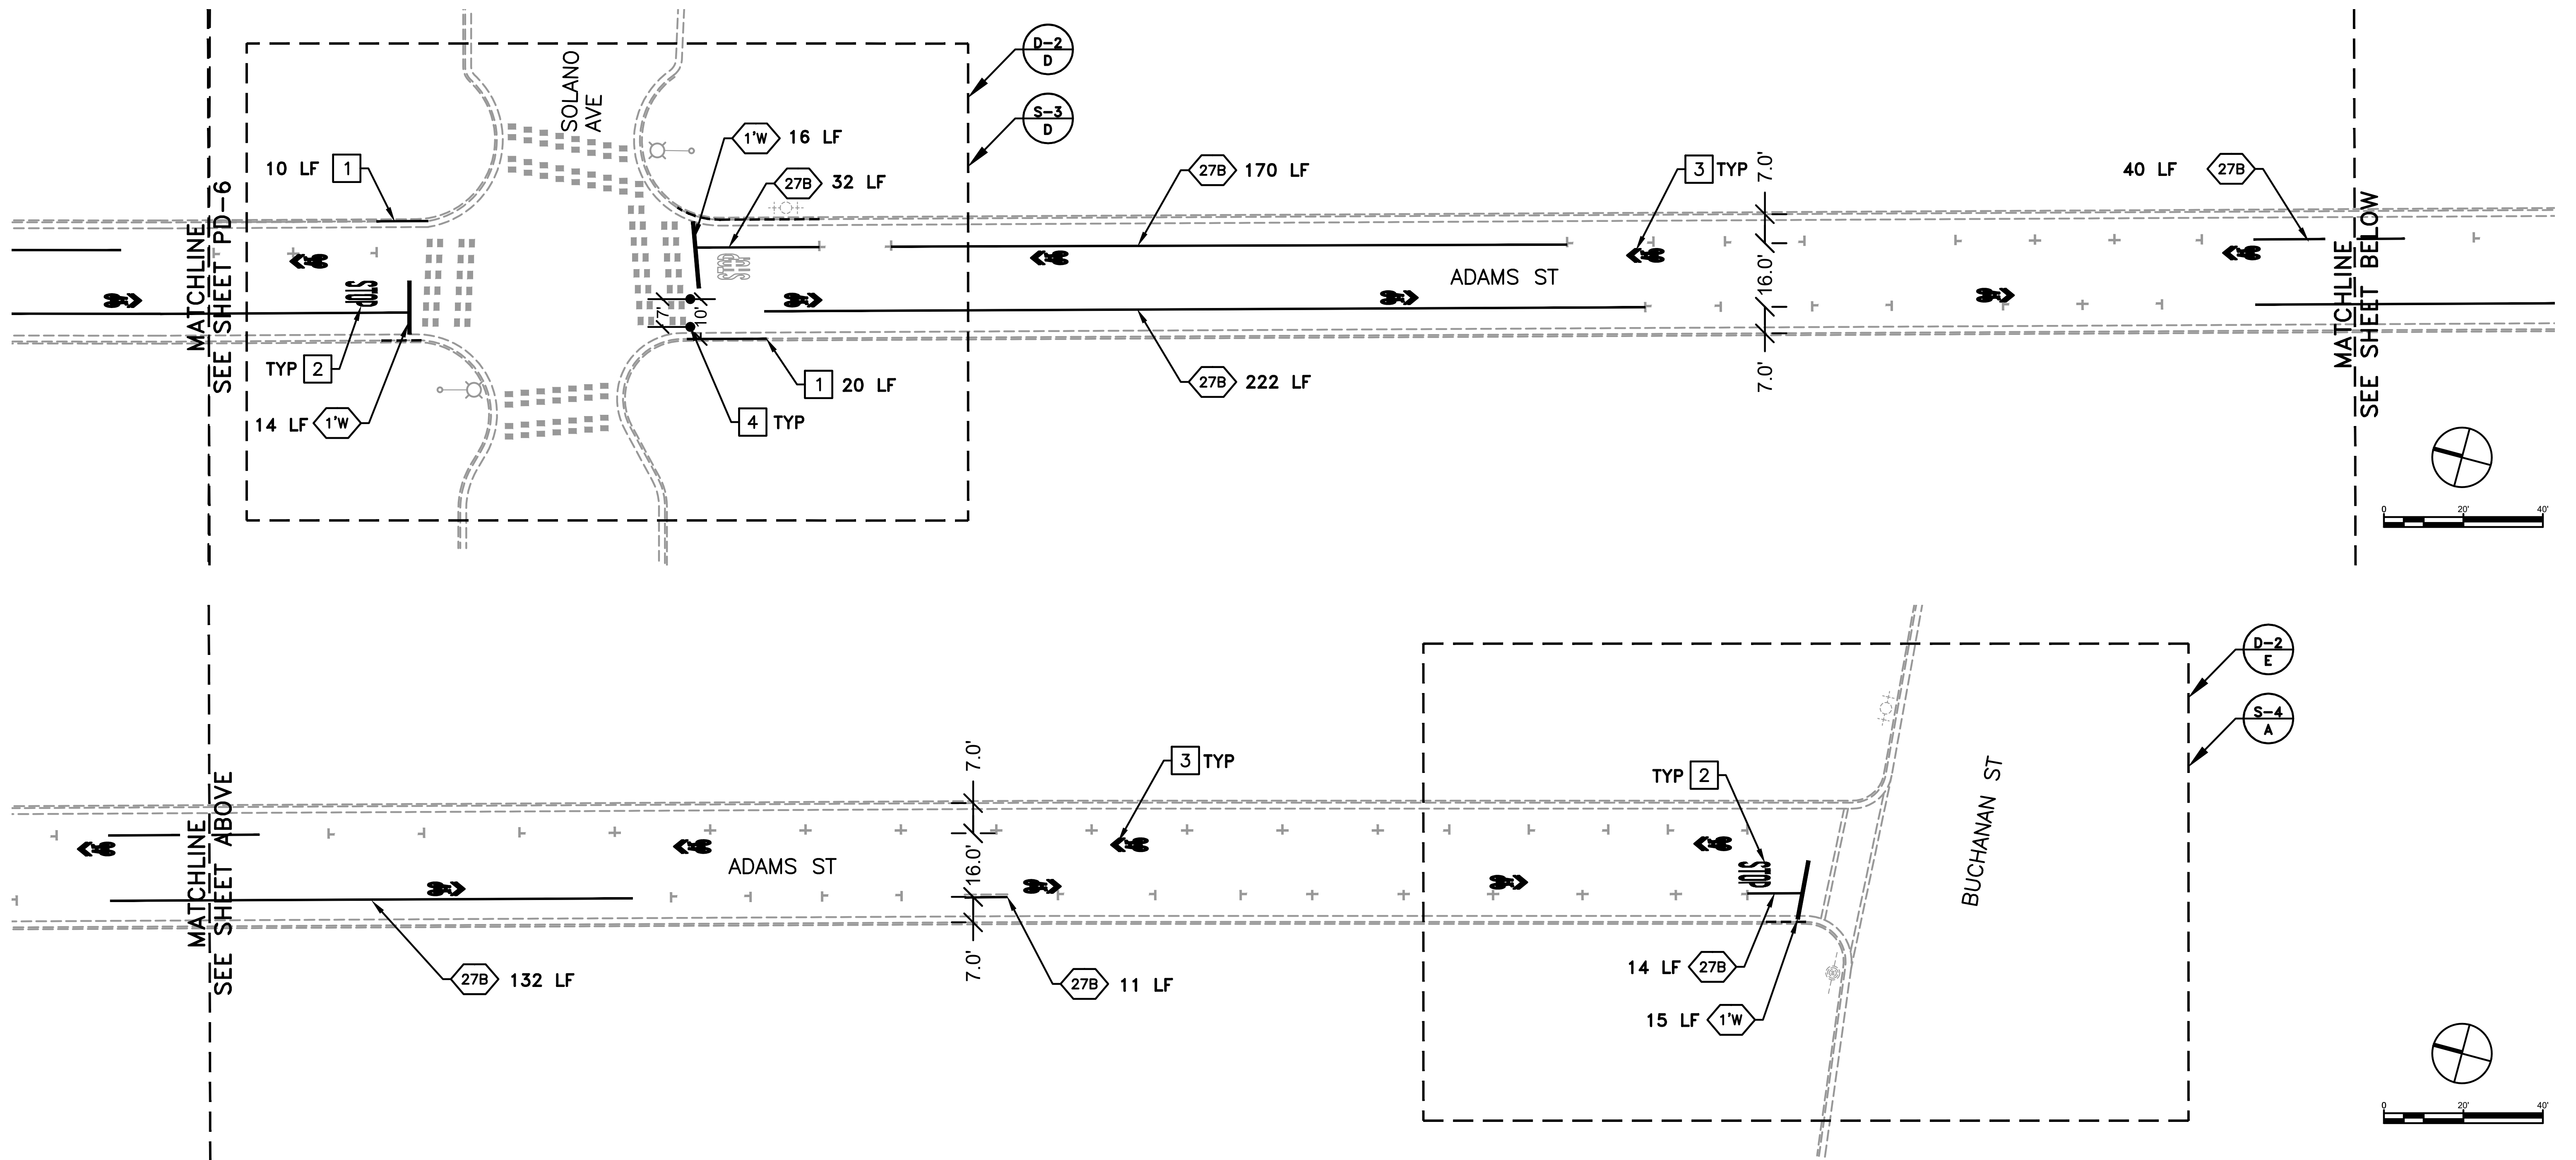 MATCHLINE
SEE SHEET PD-6
SOLANO
AVE
D-2
D
S-3
D
10 LF 1
1'W 16 LF
27B 32 LF
27B 170 LF
3 TYP
7.0'
40 LF 27B
STOP
ADAMS ST
16.0'
7'
10'
TYP 2
14 LF 1'W
1 20 LF
4 TYP
27B 222 LF
7.0'
MATCHLINE
SEE SHEET BELOW
0 20' 40'
MATCHLINE
SEE SHEET ABOVE
D-2
E
S-4
A
7.0'
3 TYP
TYP 2
ADAMS ST
16.0'
STOP
BUCHANAN ST
27B 132 LF
7.0'
27B 11 LF
14 LF 27B
15 LF 1'W
0 20' 40'